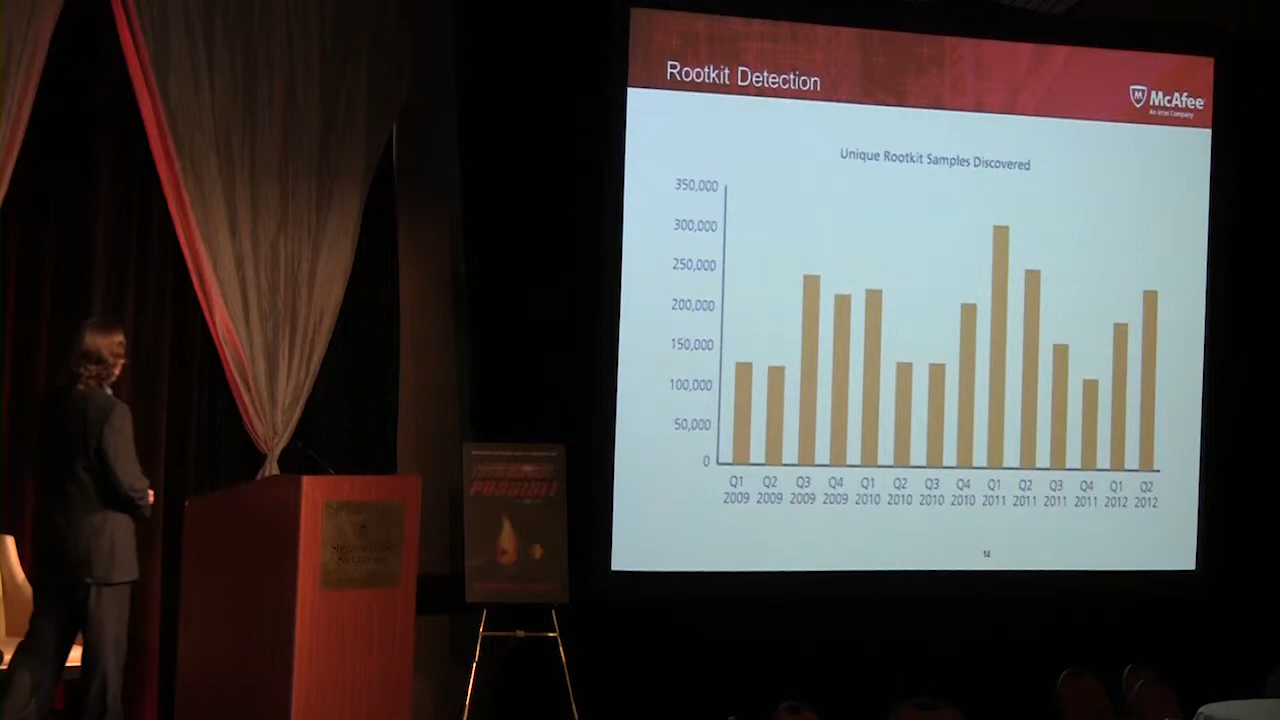 Rootkit Detection
McAfee
An Intel Company
Unique Rootkit Samples Discovered
350,000
300,000
250,000
200,000
150,000
100,000
50,000
0
Q1 Q2 Q3 Q4 Q1 Q2 Q3 Q4 Q1 Q2 Q3 Q4 Q1 Q2
2009 2009 2009 2009 2010 2010 2010 2010 2011 2011 2011 2011 2012 2012
14
POSSIBLE